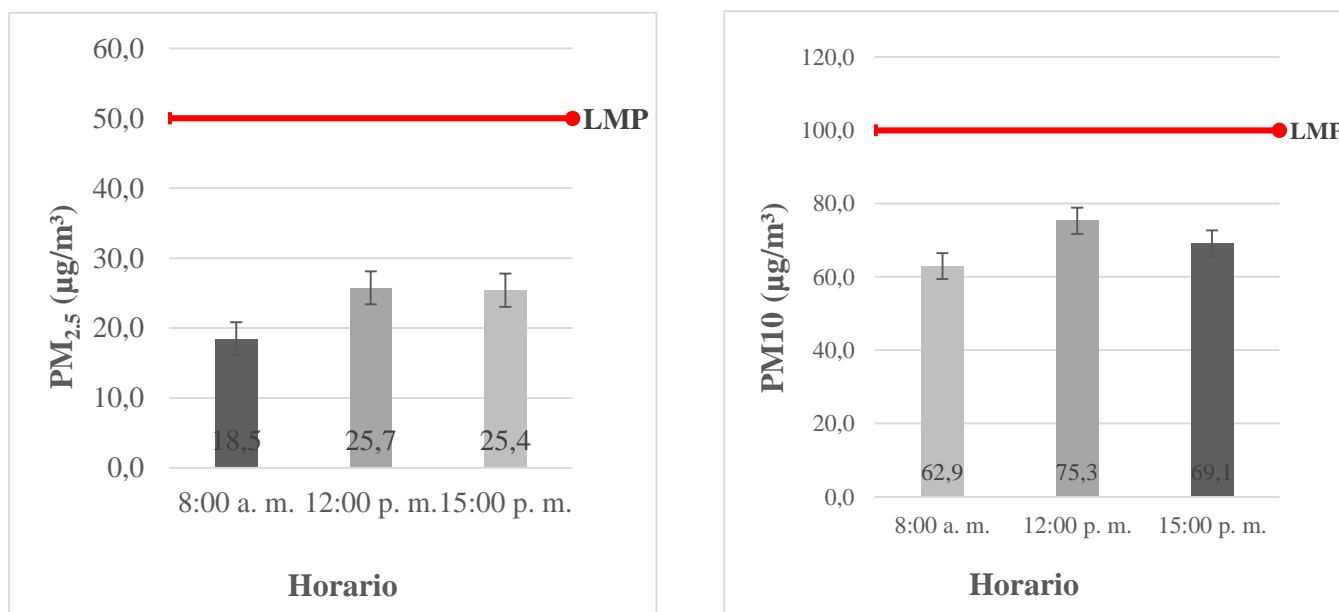 60,0
50,0
40,0
30,0
20,0
10,0
0,0
PM2.5 (µg/m³)
LMP
18,5
25,7
25,4
8:00 a. m.
12:00 p. m.
15:00 p. m.
Horario
120,0
100,0
80,0
60,0
40,0
20,0
0,0
PM10 (µg/m³)
LMP
62,9
75,3
69,1
8:00 a. m.
12:00 p. m.
15:00 p. m.
Horario